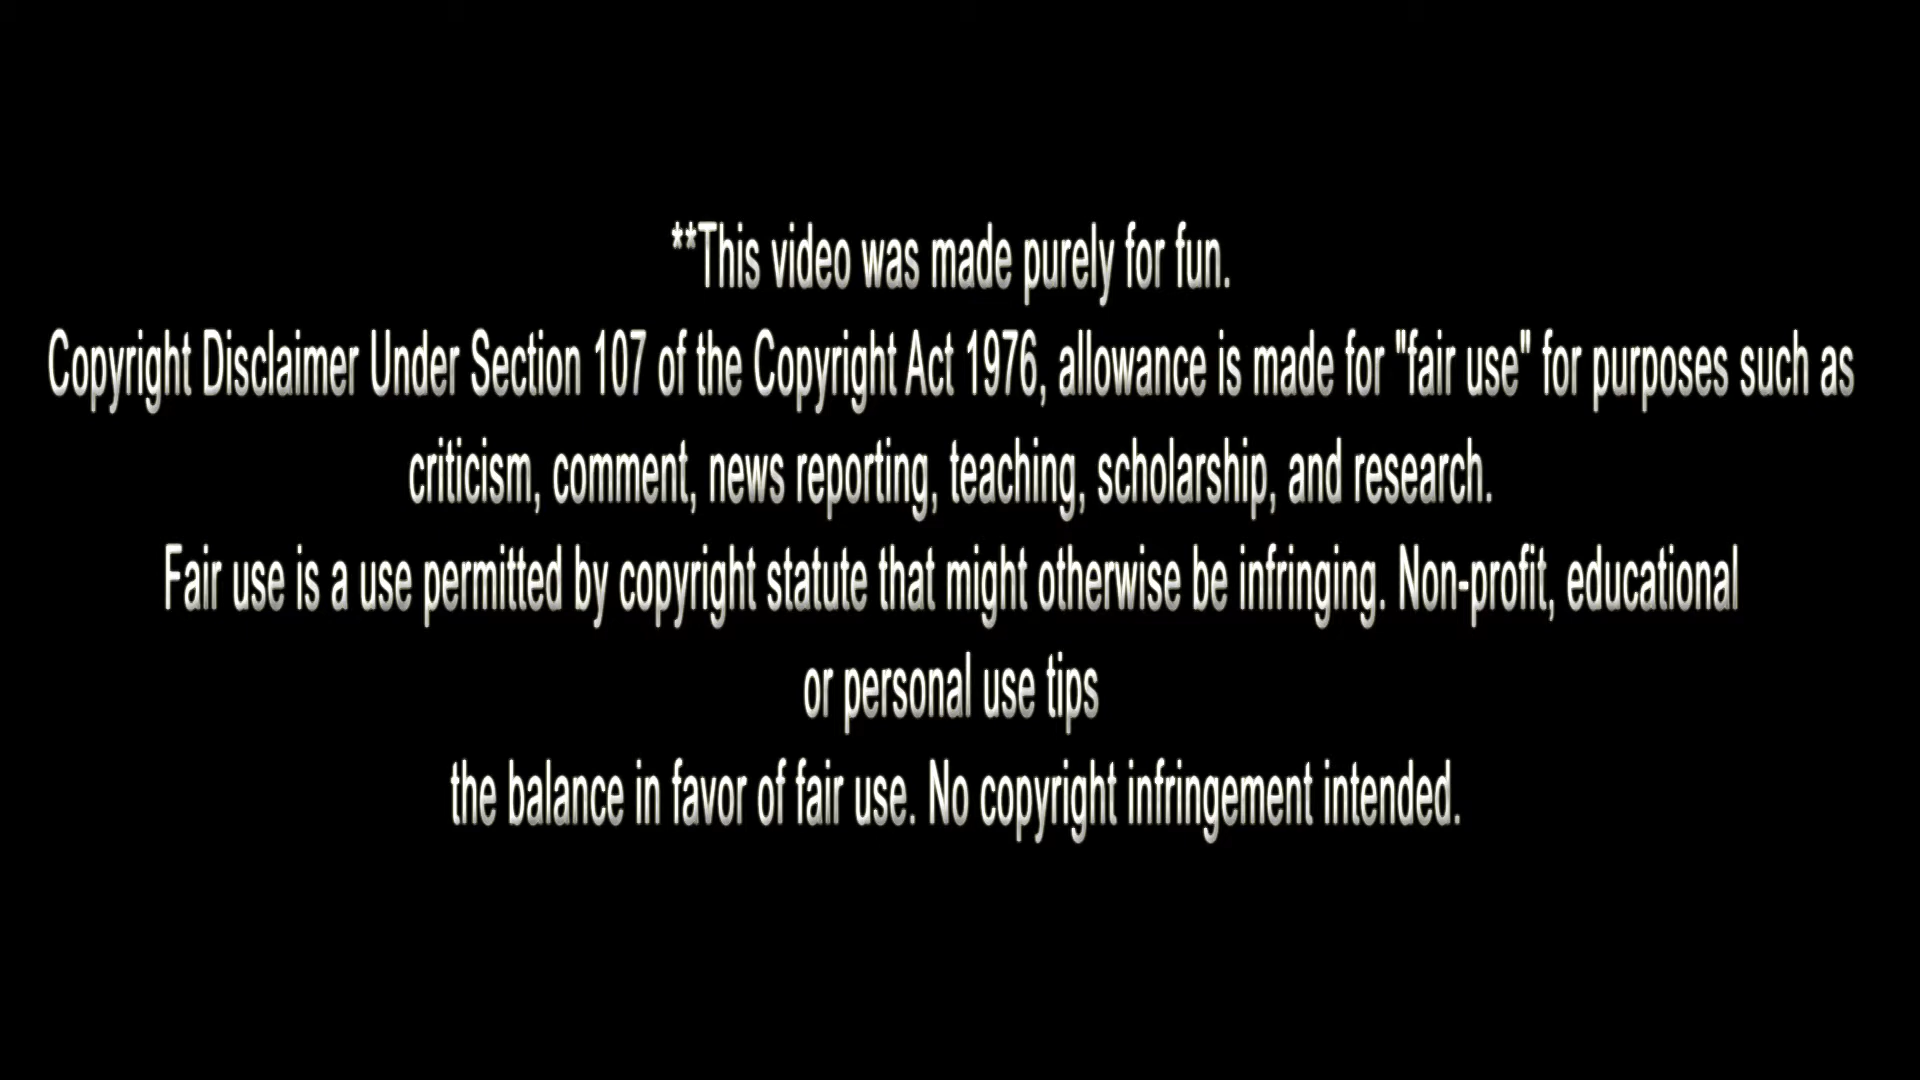 **This video was made purely for fun.
Copyright Disclaimer Under Section 107 of the Copyright Act 1976, allowance is made for "fair use" for purposes such as
criticism, comment, news reporting, teaching, scholarship, and research.
Fair use is a use permitted by copyright statute that might otherwise be infringing. Non-profit, educational
or personal use tips
the balance in favor of fair use. No copyright infringement intended.